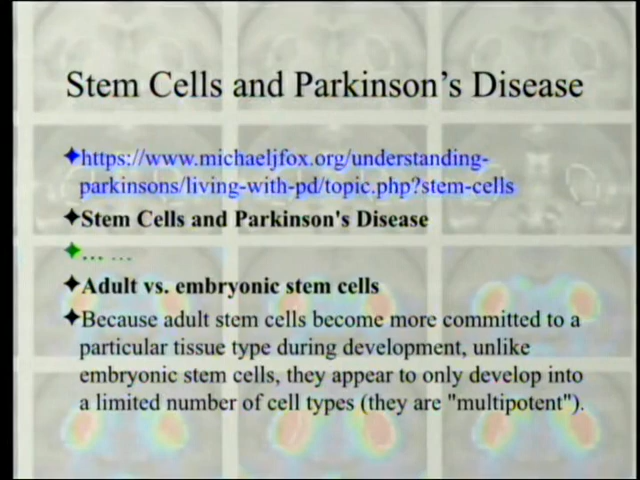 Stem Cells and Parkinson's Disease
✦https://www.michaeljfox.org/understanding-
parkinsons/living-with-pd/topic.php?stem-cells
✦Stem Cells and Parkinson's Disease
✦... ...
✦Adult vs. embryonic stem cells
✦Because adult stem cells become more committed to a
particular tissue type during development, unlike
embryonic stem cells, they appear to only develop into
a limited number of cell types (they are "multipotent").